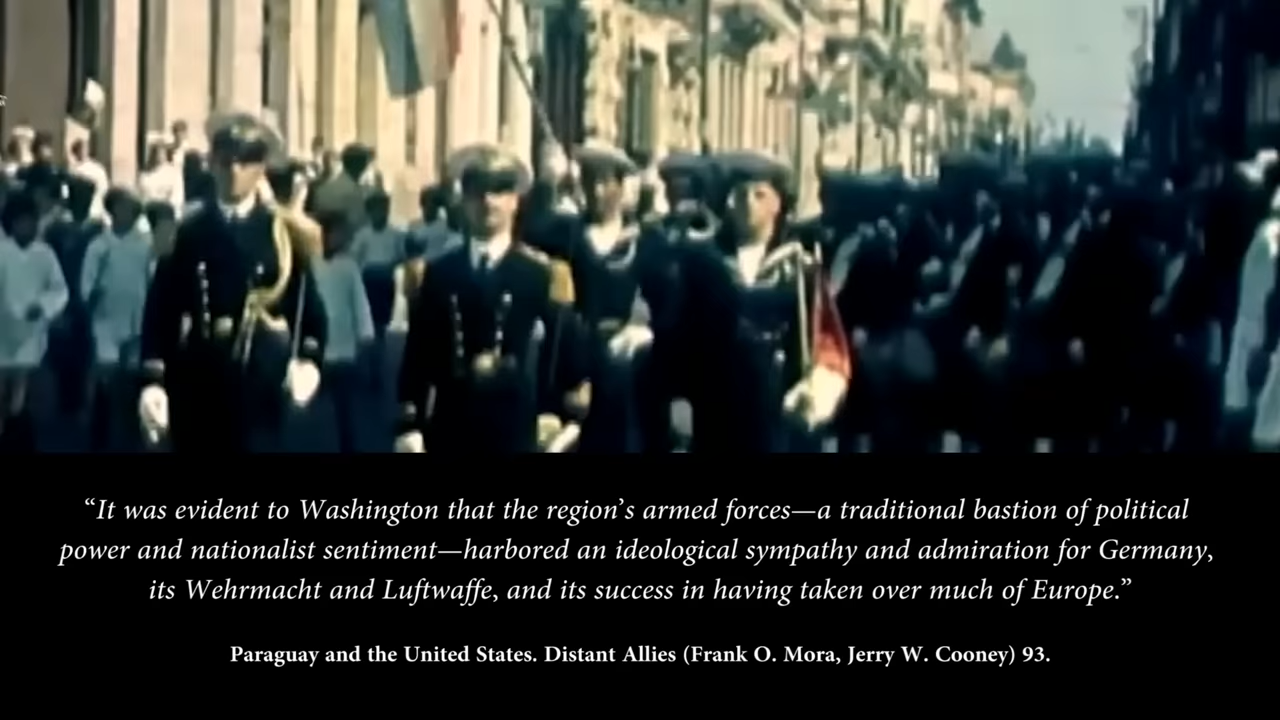 “It was evident to Washington that the region’s armed forces—a traditional bastion of political
power and nationalist sentiment—harbored an ideological sympathy and admiration for Germany,
its Wehrmacht and Luftwaffe, and its success in having taken over much of Europe.”
Paraguay and the United States. Distant Allies (Frank O. Mora, Jerry W. Cooney) 93.